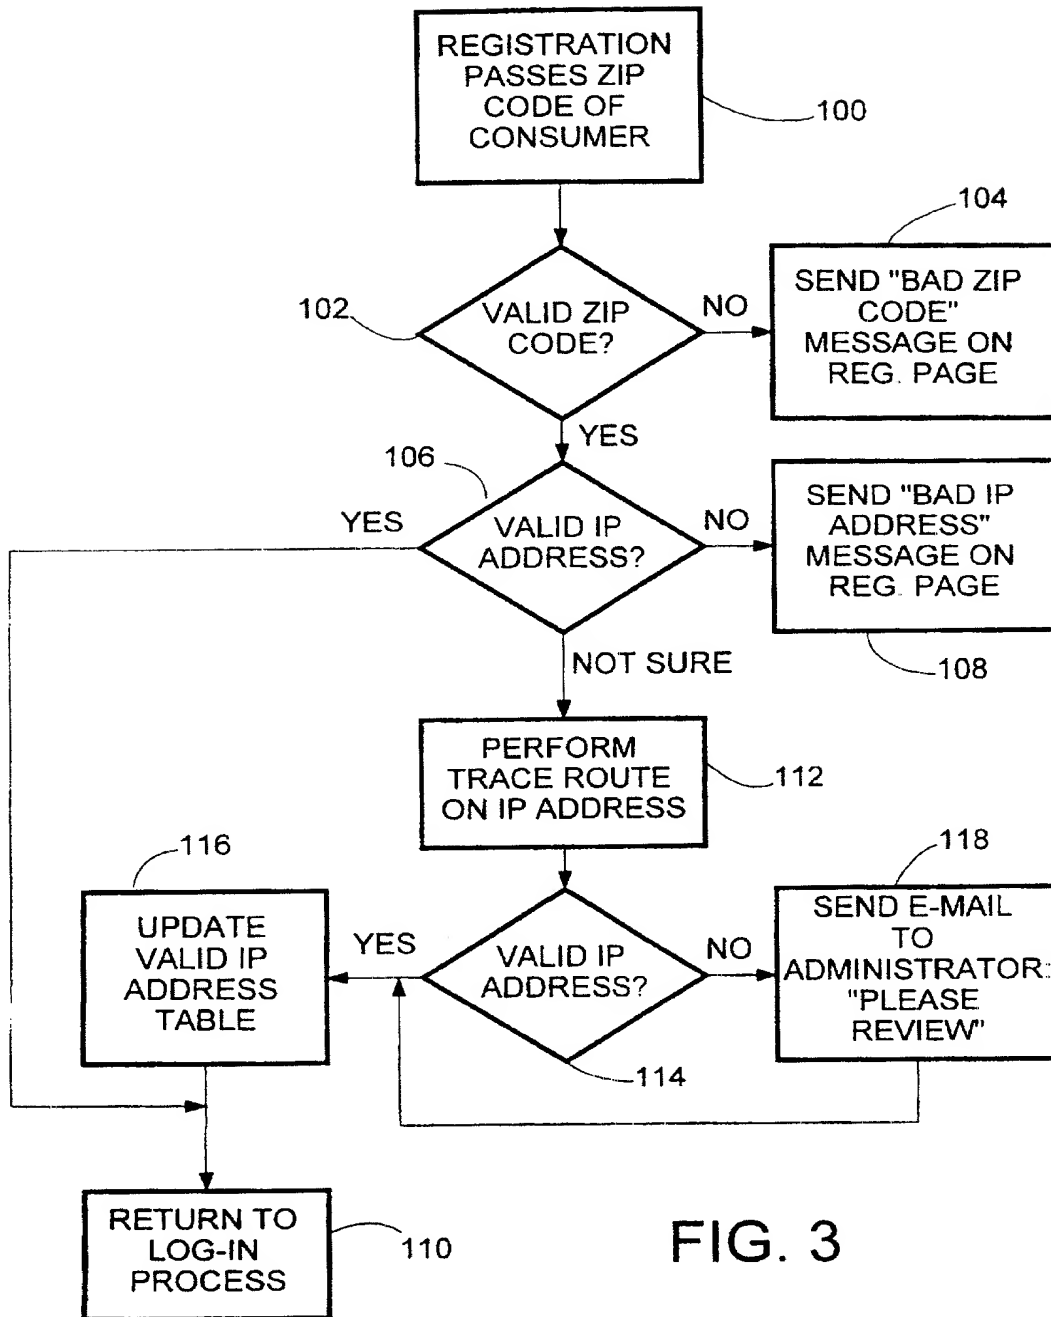 REGISTRATION
PASSES ZIP
CODE OF
CONSUMER
100
104
VALID ZIP
CODE?
102
NO
SEND "BAD ZIP
CODE"
MESSAGE ON
REG. PAGE
YES
106
YES
VALID IP
ADDRESS?
NO
SEND "BAD IP
ADDRESS"
MESSAGE ON
REG. PAGE
108
NOT SURE
PERFORM
TRACE ROUTE
ON IP ADDRESS
112
116
118
UPDATE
VALID IP
ADDRESS
TABLE
YES
VALID IP
ADDRESS?
NO
SEND E-MAIL
TO
ADMINISTRATOR:
"PLEASE
REVIEW"
114
RETURN TO
LOG-IN
PROCESS
110
FIG. 3